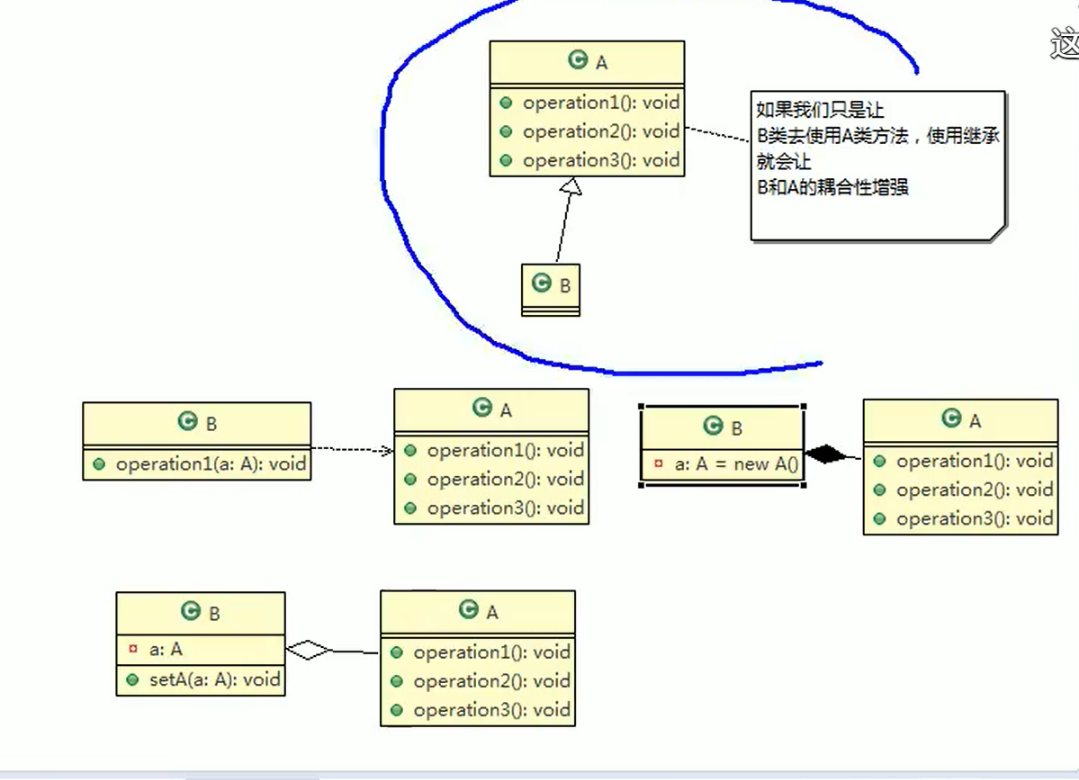 这
A
operation1(): void
operation2(): void
operation3(): void
如果我们只是让
B类去使用A类方法，使用继承
就会让
B和A的耦合性增强
B
B
operation1(a: A): void
A
operation1(): void
operation2(): void
operation3(): void
B
a: A = new A()
A
operation1(): void
operation2(): void
operation3(): void
B
a: A
setA(a: A): void
A
operation1(): void
operation2(): void
operation3(): void